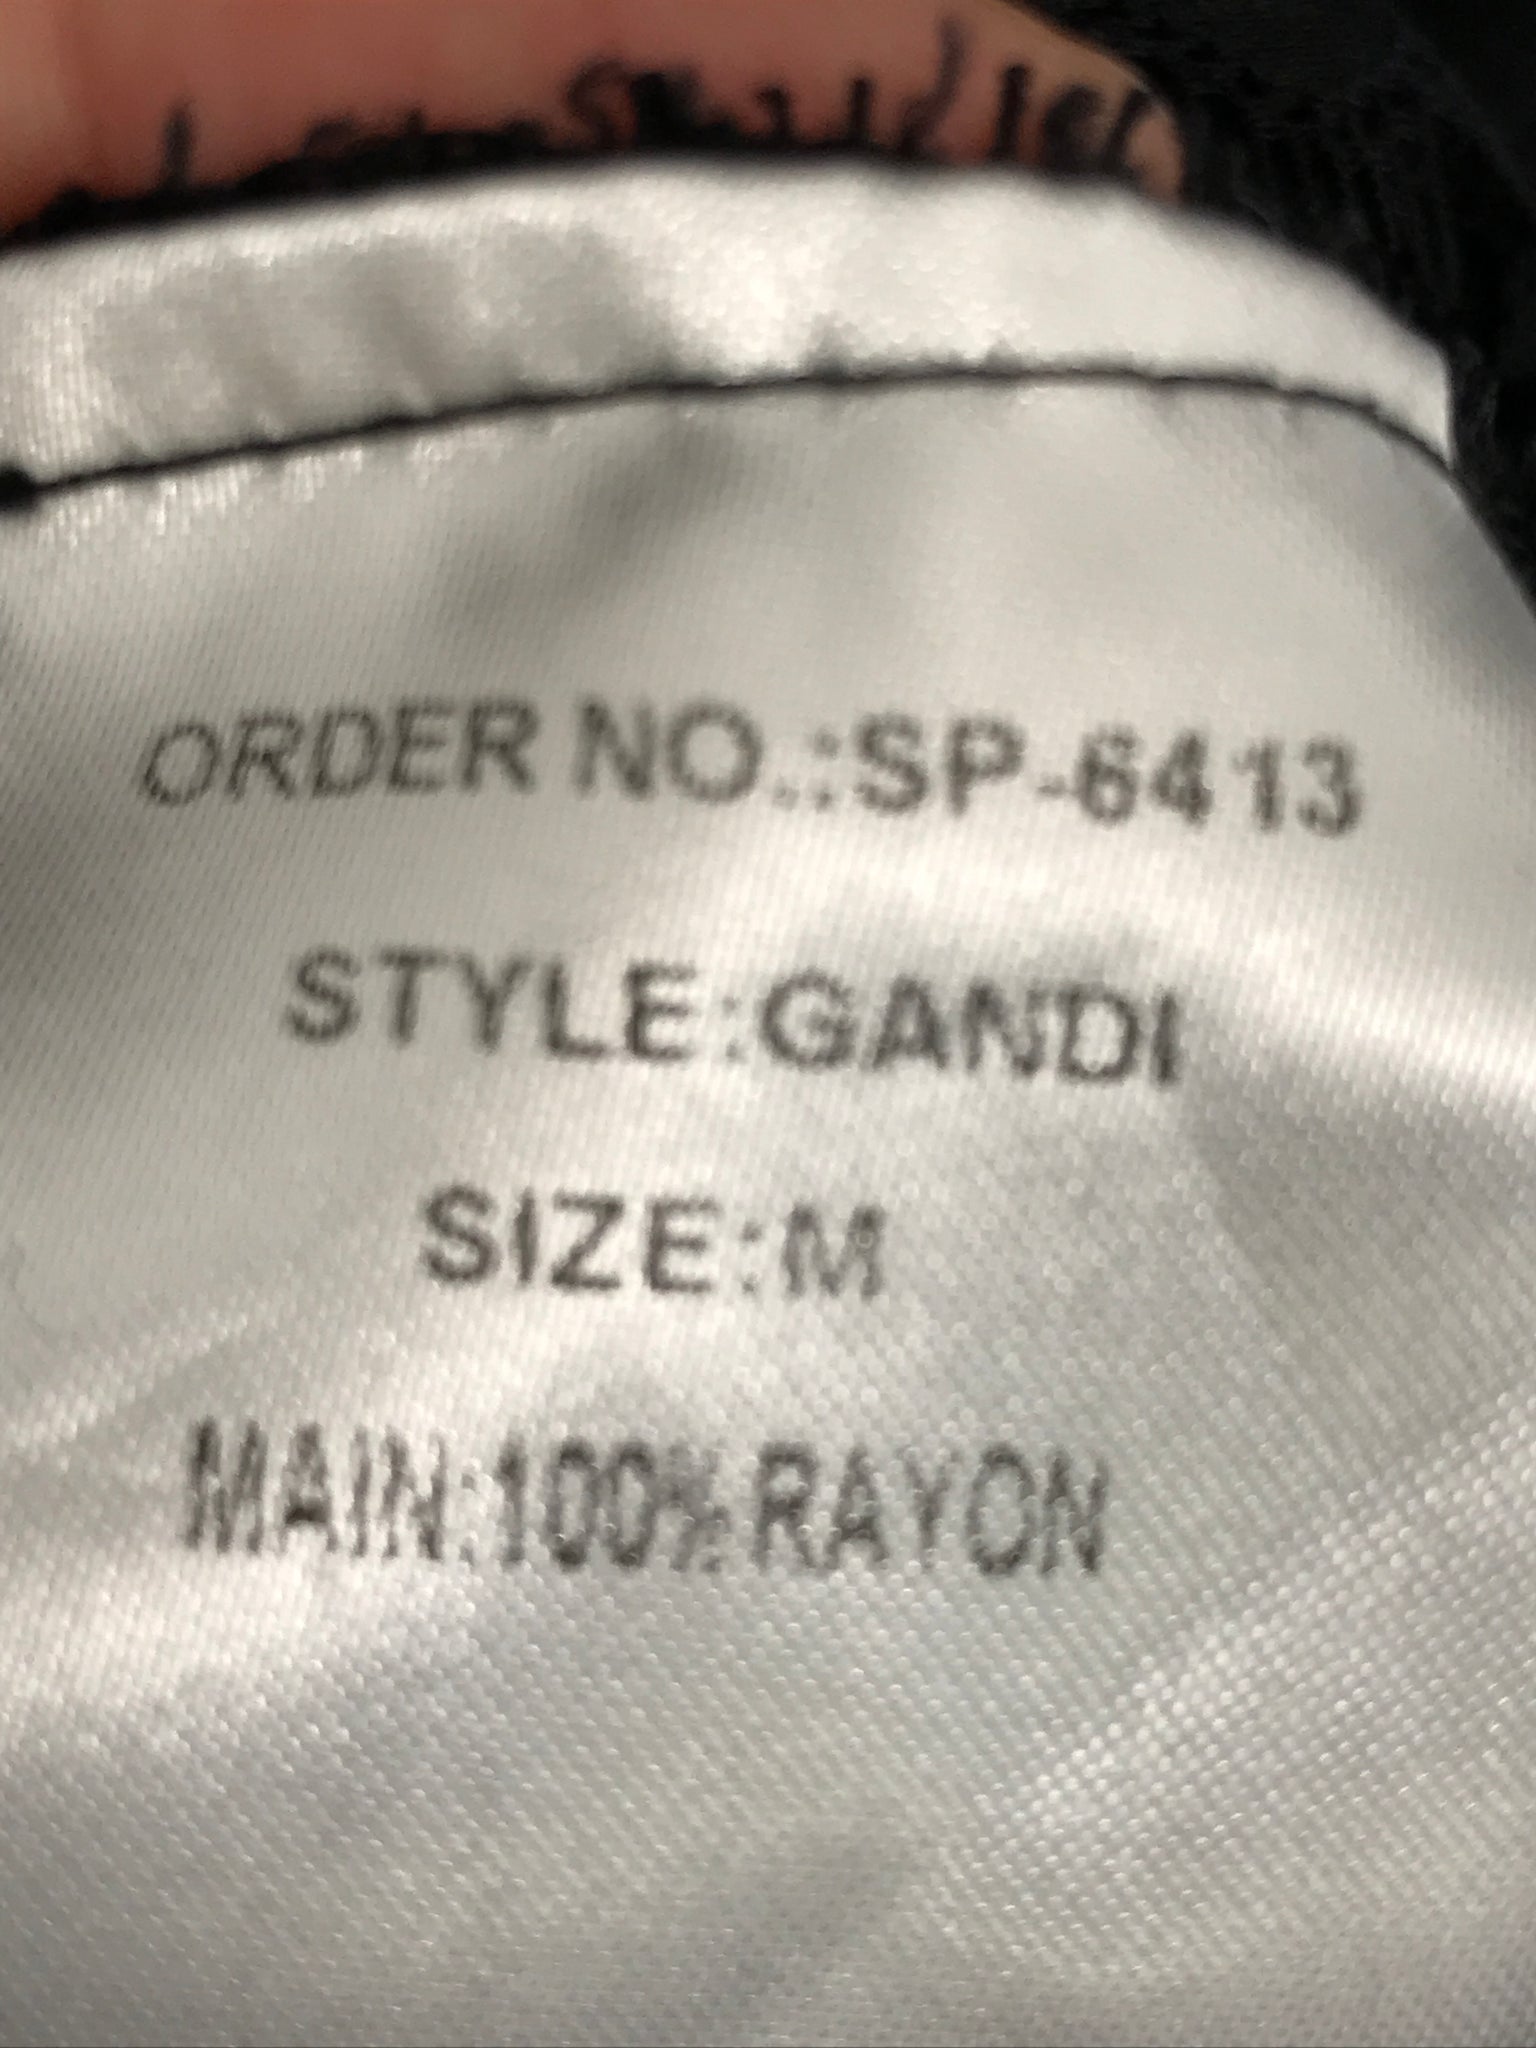 ORDER NO.:SP-6413
STYLE:GANDI
SIZE:M
MAIN:100%RAYON